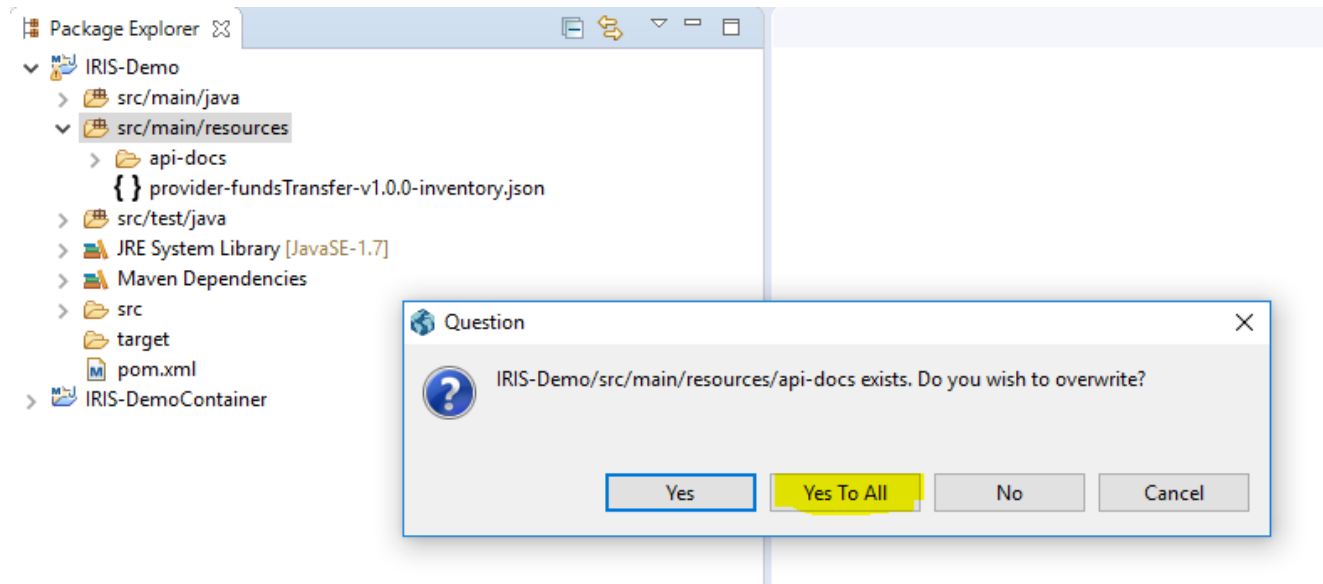 Package Explorer
IRIS-Demo
src/main/java
src/main/resources
api-docs
{ } provider-fundsTransfer-v1.0.0-inventory.json
src/test/java
JRE System Library [JavaSE-1.7]
Maven Dependencies
src
target
pom.xml
IRIS-DemoContainer
Question
IRIS-Demo/src/main/resources/api-docs exists. Do you wish to overwrite?
Yes Yes To All No Cancel